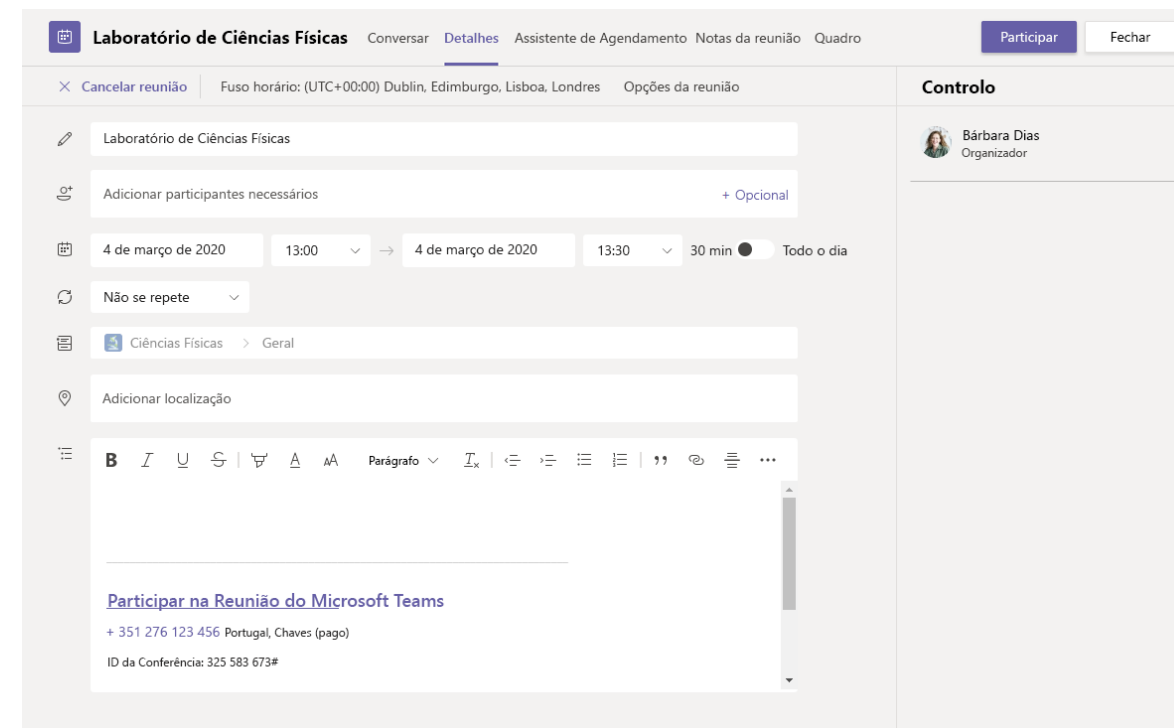 Laboratório de Ciências Físicas Conversar Detalhes Assistente de Agendamento Notas da reunião Quadro Participar Fechar
Cancelar reunião Fuso horário: (UTC+00:00) Dublin, Edimburgo, Lisboa, Londres Opções da reunião
Controlo
Laboratório de Ciências Físicas
Bárbara Dias
Organizador
Adicionar participantes necessários + Opcional
4 de março de 2020 13:00 → 4 de março de 2020 13:30 30 min Todo o dia
Não se repete
Ciências Físicas > Geral
Adicionar localização
B I U S A AA Parágrafo Tx
Participar na Reunião do Microsoft Teams
+ 351 276 123 456 Portugal, Chaves (pago)
ID da Conferência: 325 583 673#